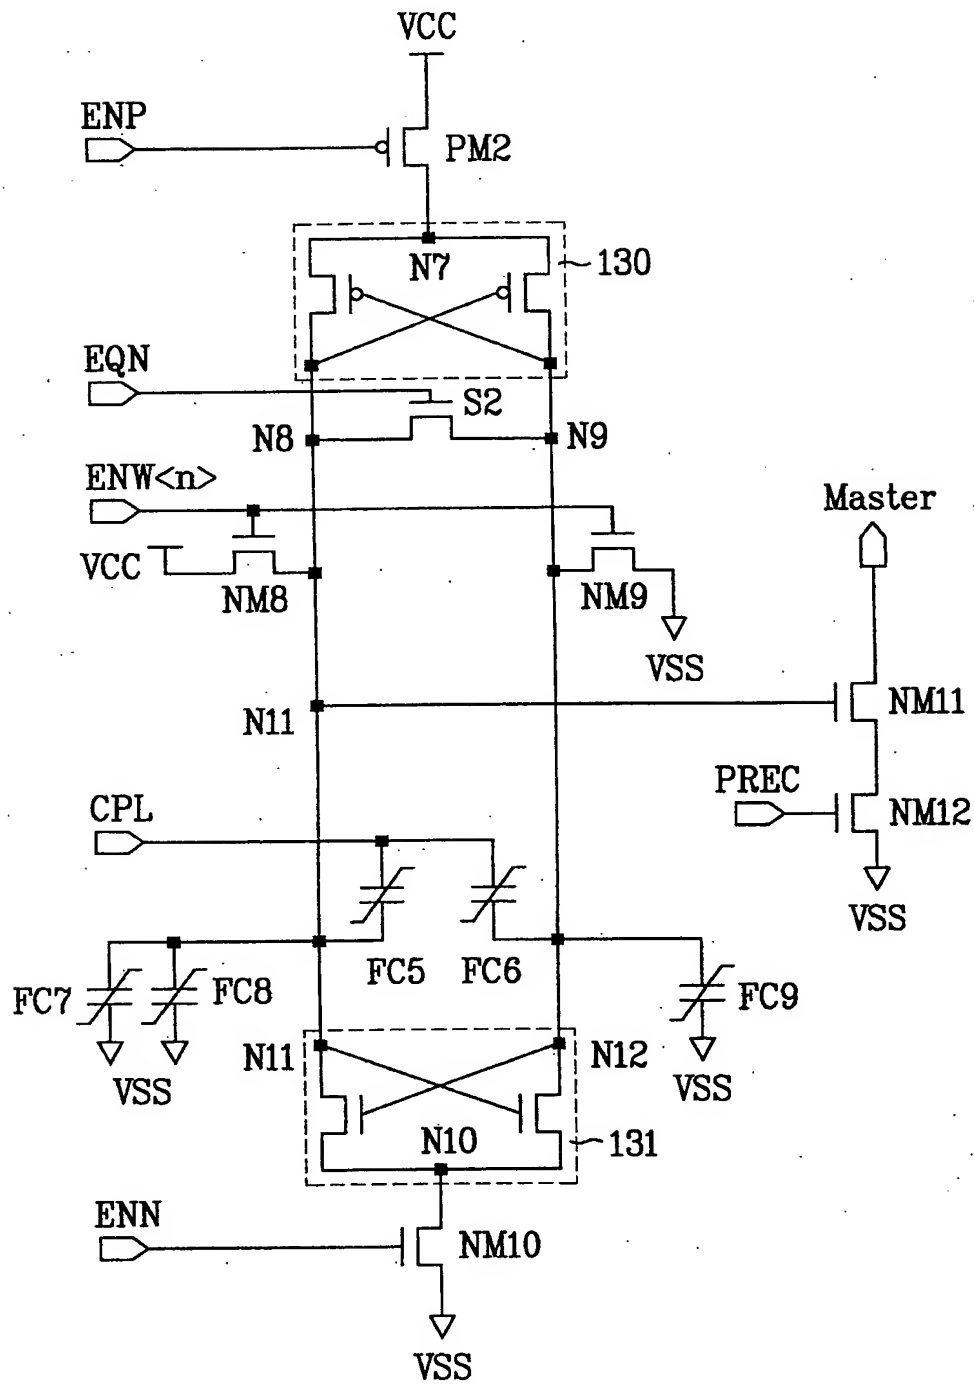 VCC
ENP
PM2
N7
130
EQN
S2
N8
N9
ENW<n>
Master
VCC
NM8
NM9
VSS
N11
NM11
PREC
CPL
NM12
VSS
FC5
FC6
FC7
FC8
FC9
N11
N12
VSS
VSS
N10
131
ENN
NM10
VSS